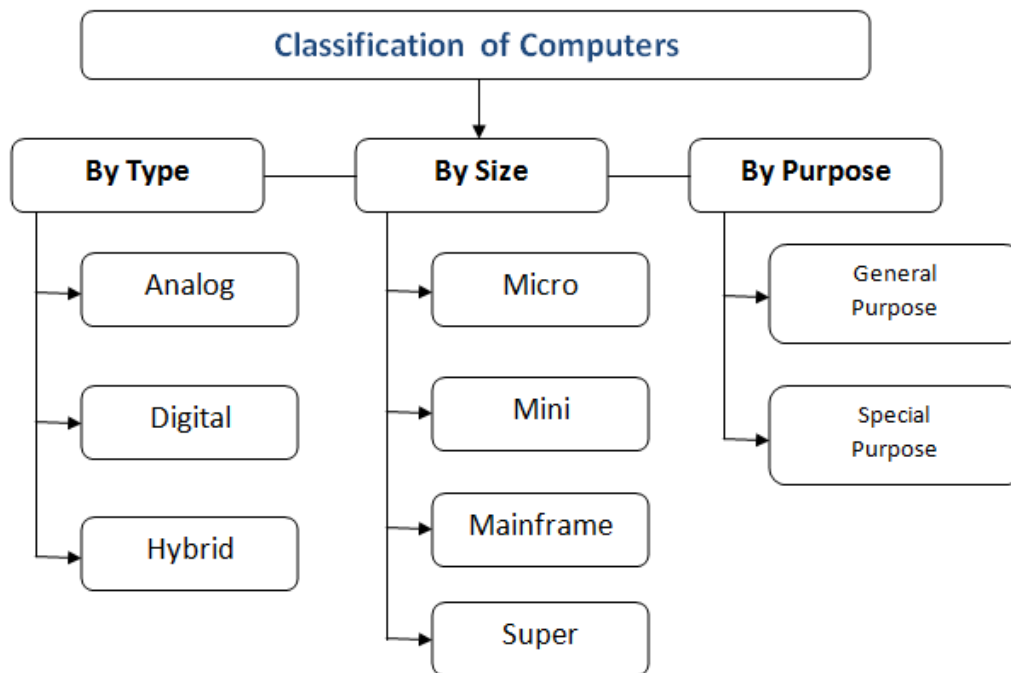 Classification of Computers
By Type
By Size
By Purpose
Analog
Digital
Hybrid
Micro
Mini
Mainframe
Super
General
Purpose
Special
Purpose